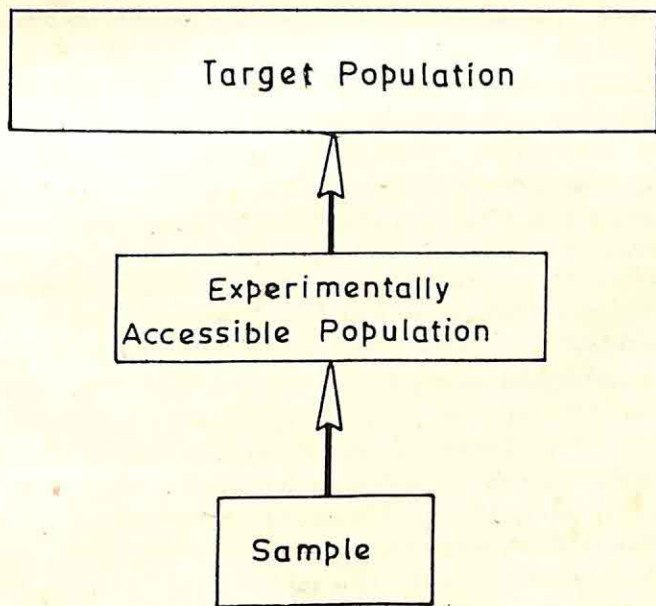 Target Population
Experimentally
Accessible Population
Sample